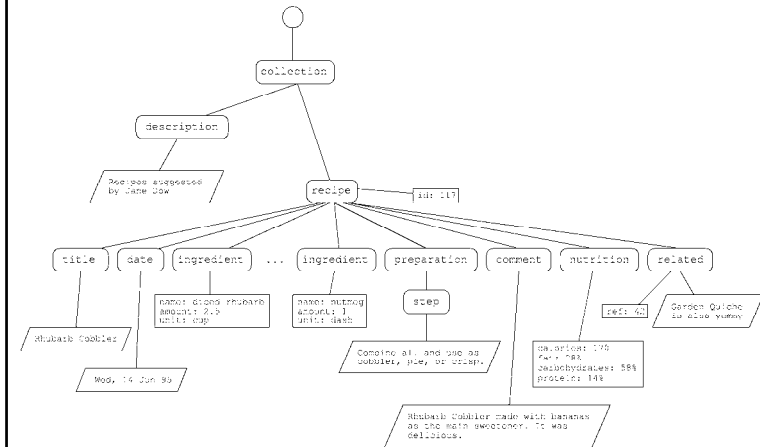 collection
description
Recipes suggested
by Jane Dow
recipe
id: 117
title
date
ingredient
...
ingredient
preparation
comment
nutrition
related
name: diced rhubarb
amount: 2.5
unit: cup
name: nutmeg
amount: 1
unit: dash
step
ref: 42
Garden Quiche
is also yummy
Rhubarb Cobbler
Combine all and use as
cobbler, pie, or crisp.
calories: 170
fat: 28%
carbohydrates: 58%
protein: 14%
Wed, 14 Jun 95
Rhubarb Cobbler made with bananas
as the main sweetener. It was
delicious.